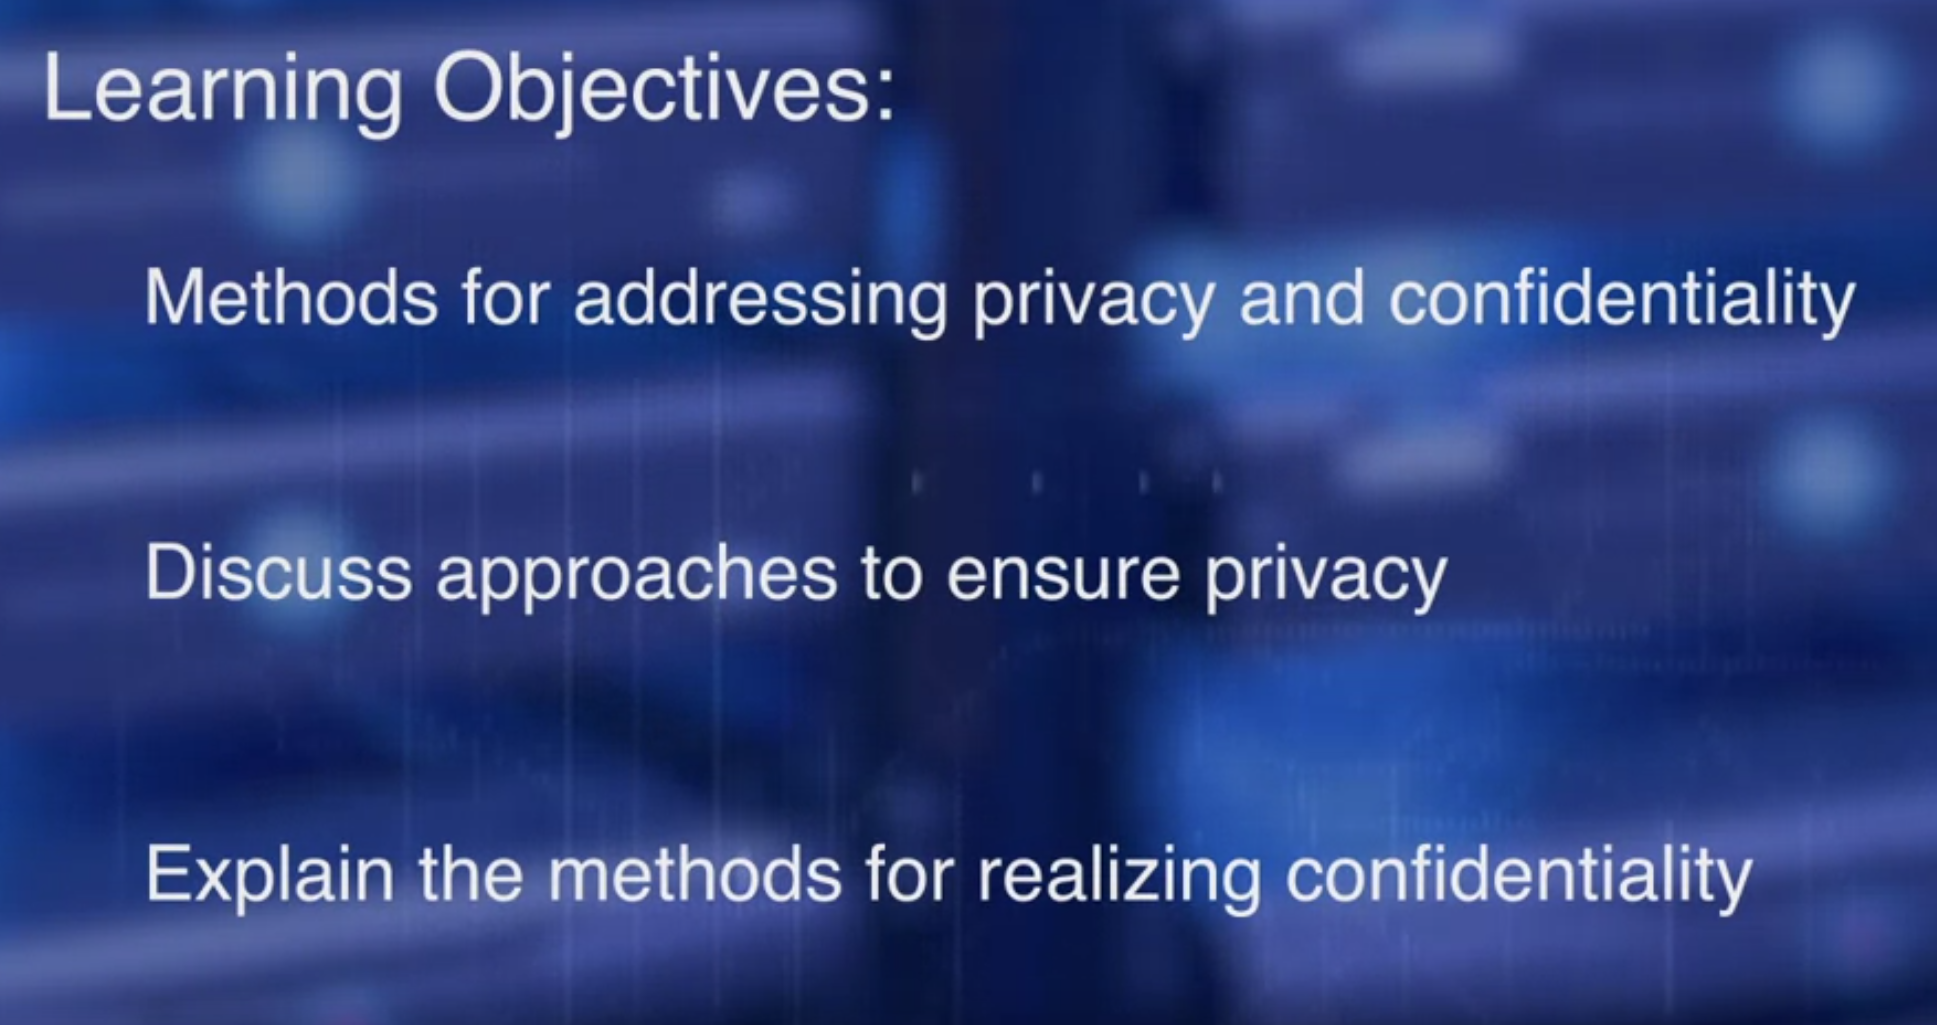 Learning Objectives:
Methods for addressing privacy and confidentiality
Discuss approaches to ensure privacy
Explain the methods for realizing confidentiality